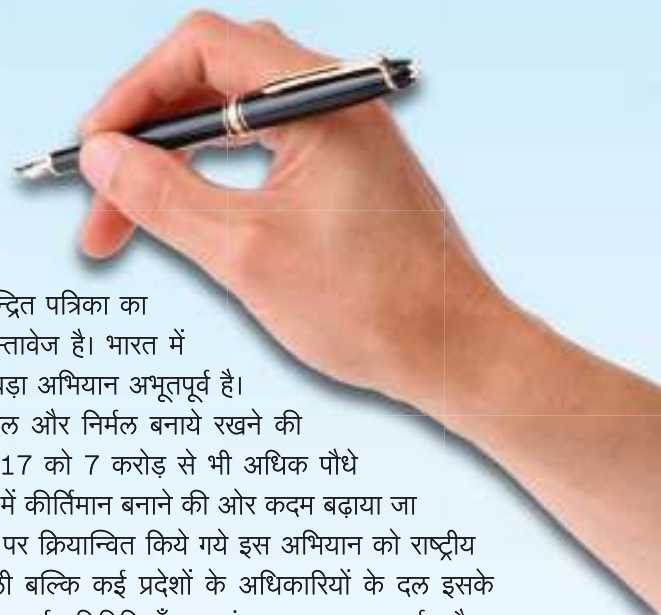 न्द्रित पत्रिका का
स्तावेज है। भारत में
बड़ा अभियान अभूतपूर्व है।
ल और निर्मल बनाये रखने की
17 को 7 करोड़ से भी अधिक पौधे
में कीर्तिमान बनाने की ओर कदम बढ़ाया जा
पर क्रियान्वित किये गये इस अभियान को राष्ट्रीय
बल्कि कई प्रदेशों के अधिकारियों के दल इसके